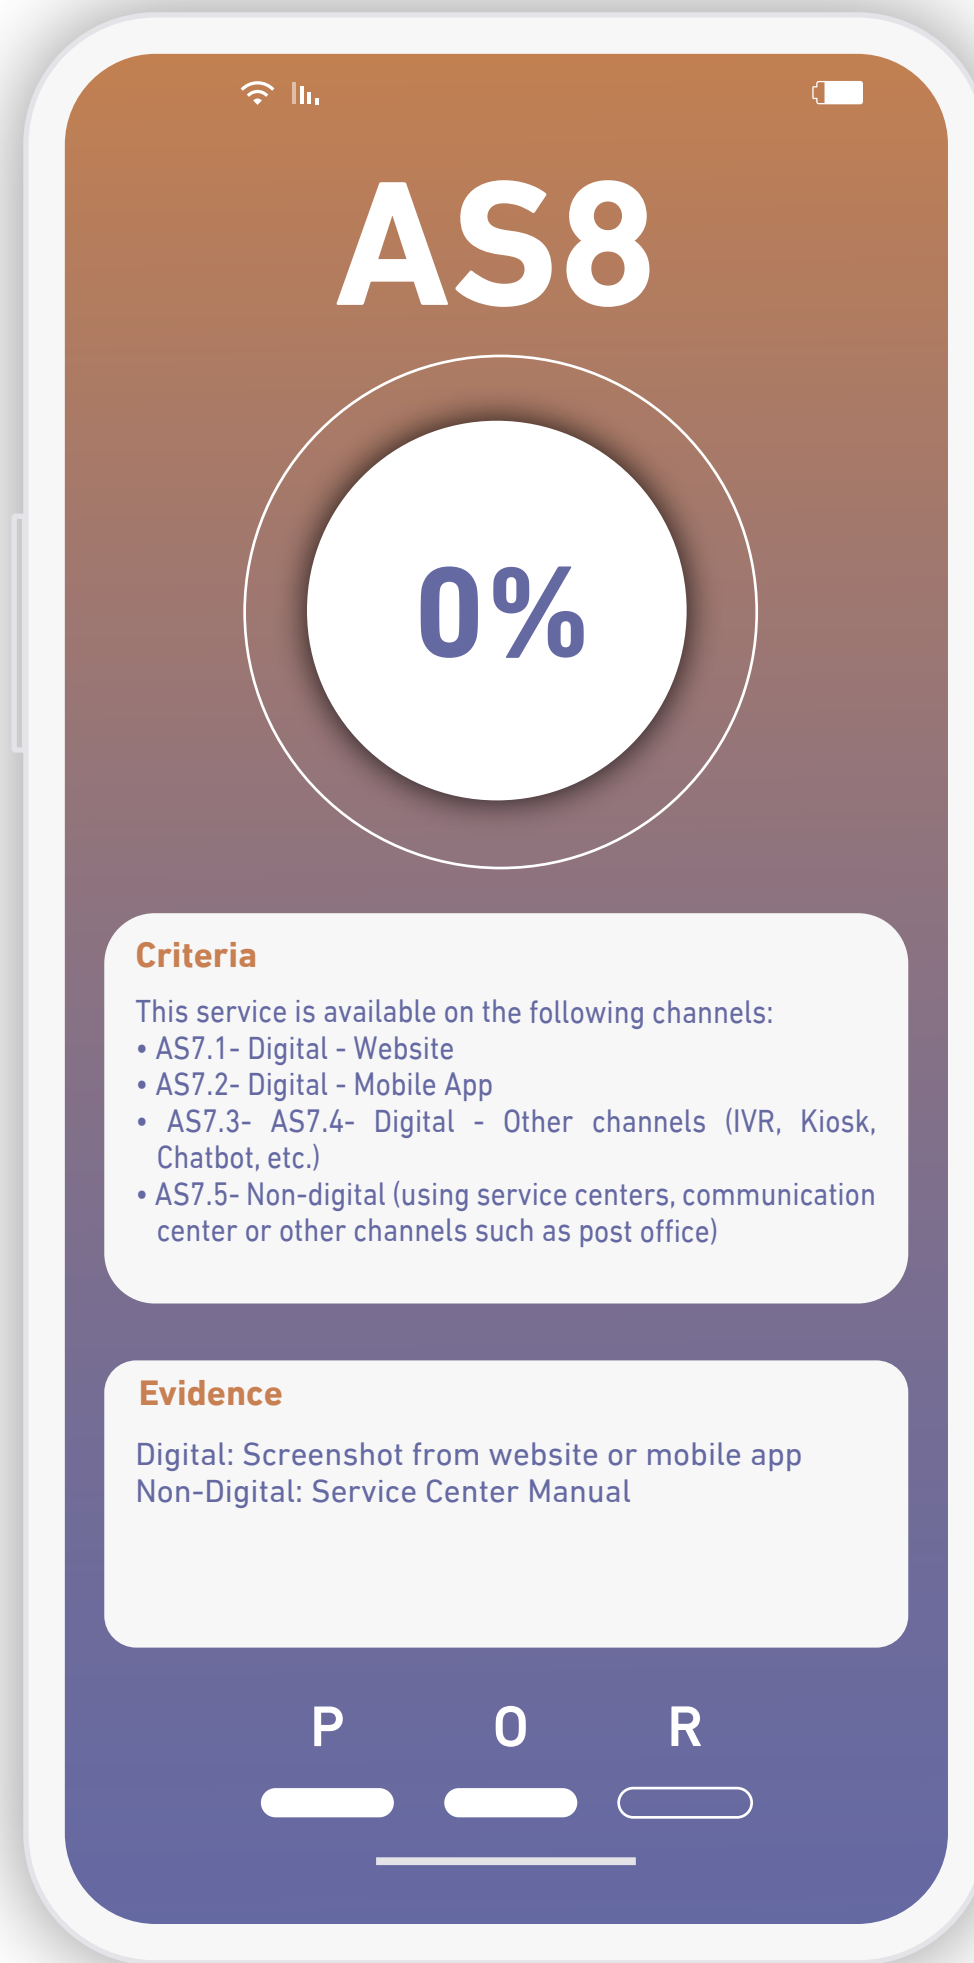 AS8
0%
Criteria
This service is available on the following channels:
• AS7.1- Digital - Website
• AS7.2- Digital - Mobile App
• AS7.3- AS7.4- Digital - Other channels (IVR, Kiosk,
Chatbot, etc.)
• AS7.5- Non-digital (using service centers, communication
center or other channels such as post office)
Evidence
Digital: Screenshot from website or mobile app
Non-Digital: Service Center Manual
P O R